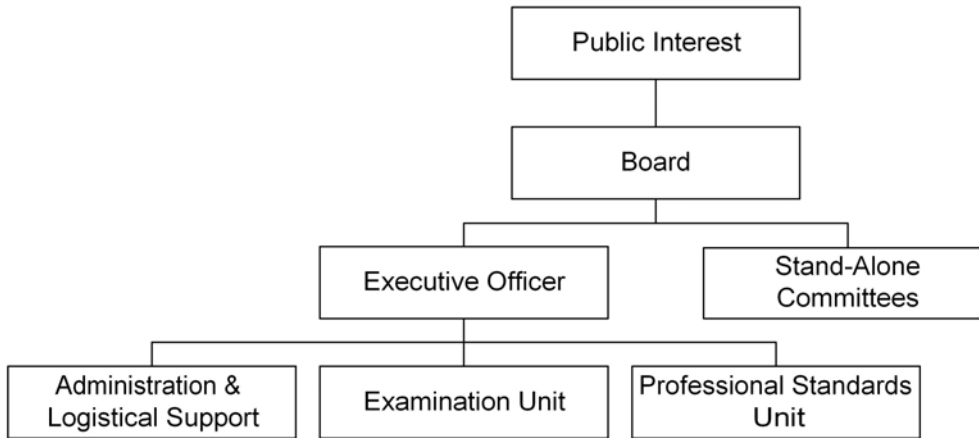 Public Interest
Board
Executive Officer
Stand-Alone
Committees
Administration &
Logistical Support
Examination Unit
Professional Standards
Unit